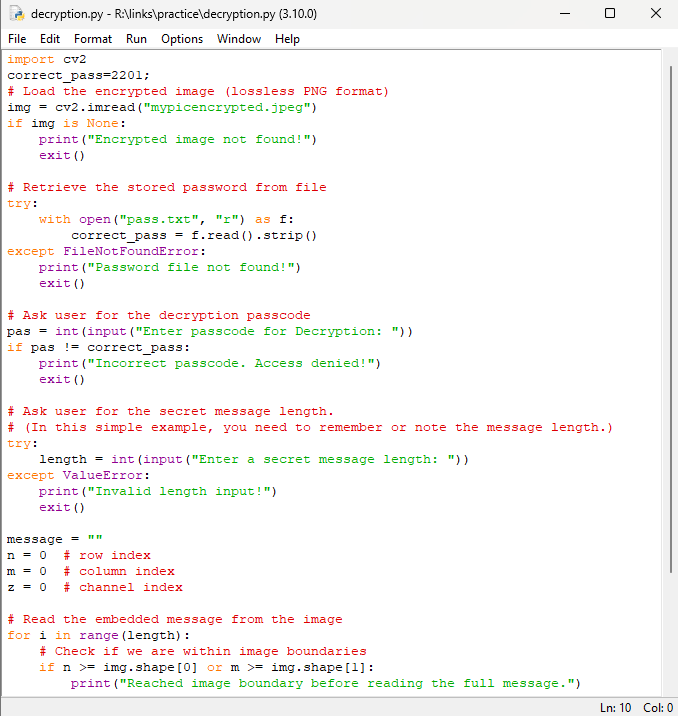 decryption.py - R:\links\practice\decryption.py (3.10.0)
File Edit Format Run Options Window Help
import cv2
correct_pass=2201;
# Load the encrypted image (lossless PNG format)
img = cv2.imread("mypicencrypted.jpeg")
if img is None:
    print("Encrypted image not found!")
    exit()

# Retrieve the stored password from file
try:
    with open("pass.txt", "r") as f:
        correct_pass = f.read().strip()
except FileNotFoundError:
    print("Password file not found!")
    exit()

# Ask user for the decryption passcode
pas = int(input("Enter passcode for Decryption: "))
if pas != correct_pass:
    print("Incorrect passcode. Access denied!")
    exit()

# Ask user for the secret message length.
# (In this simple example, you need to remember or note the message length.)
try:
    length = int(input("Enter a secret message length: "))
except ValueError:
    print("Invalid length input!")
    exit()

message = ""
n = 0  # row index
m = 0  # column index
z = 0  # channel index

# Read the embedded message from the image
for i in range(length):
    # Check if we are within image boundaries
    if n >= img.shape[0] or m >= img.shape[1]:
        print("Reached image boundary before reading the full message.")
Ln: 10 Col: 0